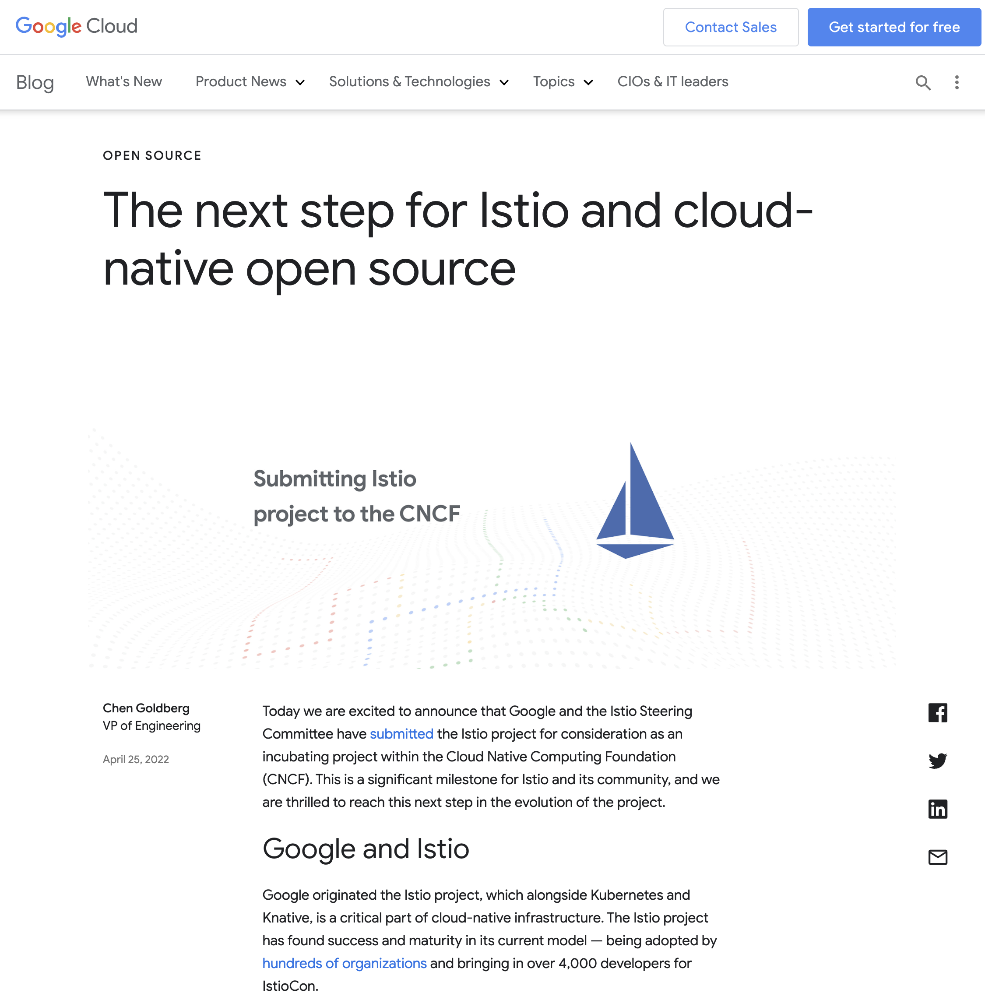 Google Cloud
Contact Sales
Get started for free
Blog
What's New
Product News
Solutions & Technologies
Topics
CIOs & IT leaders
OPEN SOURCE
The next step for Istio and cloud-
native open source
Submitting Istio
project to the CNCF
Chen Goldberg
VP of Engineering
April 25, 2022
Today we are excited to announce that Google and the Istio Steering
Committee have submitted the Istio project for consideration as an
incubating project within the Cloud Native Computing Foundation
(CNCF). This is a significant milestone for Istio and its community, and we
are thrilled to reach this next step in the evolution of the project.
Google and Istio
Google originated the Istio project, which alongside Kubernetes and
Knative, is a critical part of cloud-native infrastructure. The Istio project
has found success and maturity in its current model — being adopted by
hundreds of organizations and bringing in over 4,000 developers for
IstioCon.